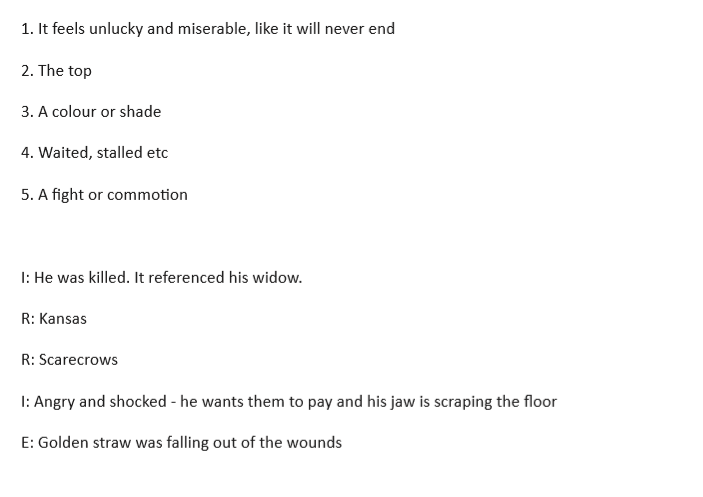 1. It feels unlucky and miserable, like it will never end
2. The top
3. A colour or shade
4. Waited, stalled etc
5. A fight or commotion
I: He was killed. It referenced his widow.
R: Kansas
R: Scarecrows
I: Angry and shocked - he wants them to pay and his jaw is scraping the floor
E: Golden straw was falling out of the wounds